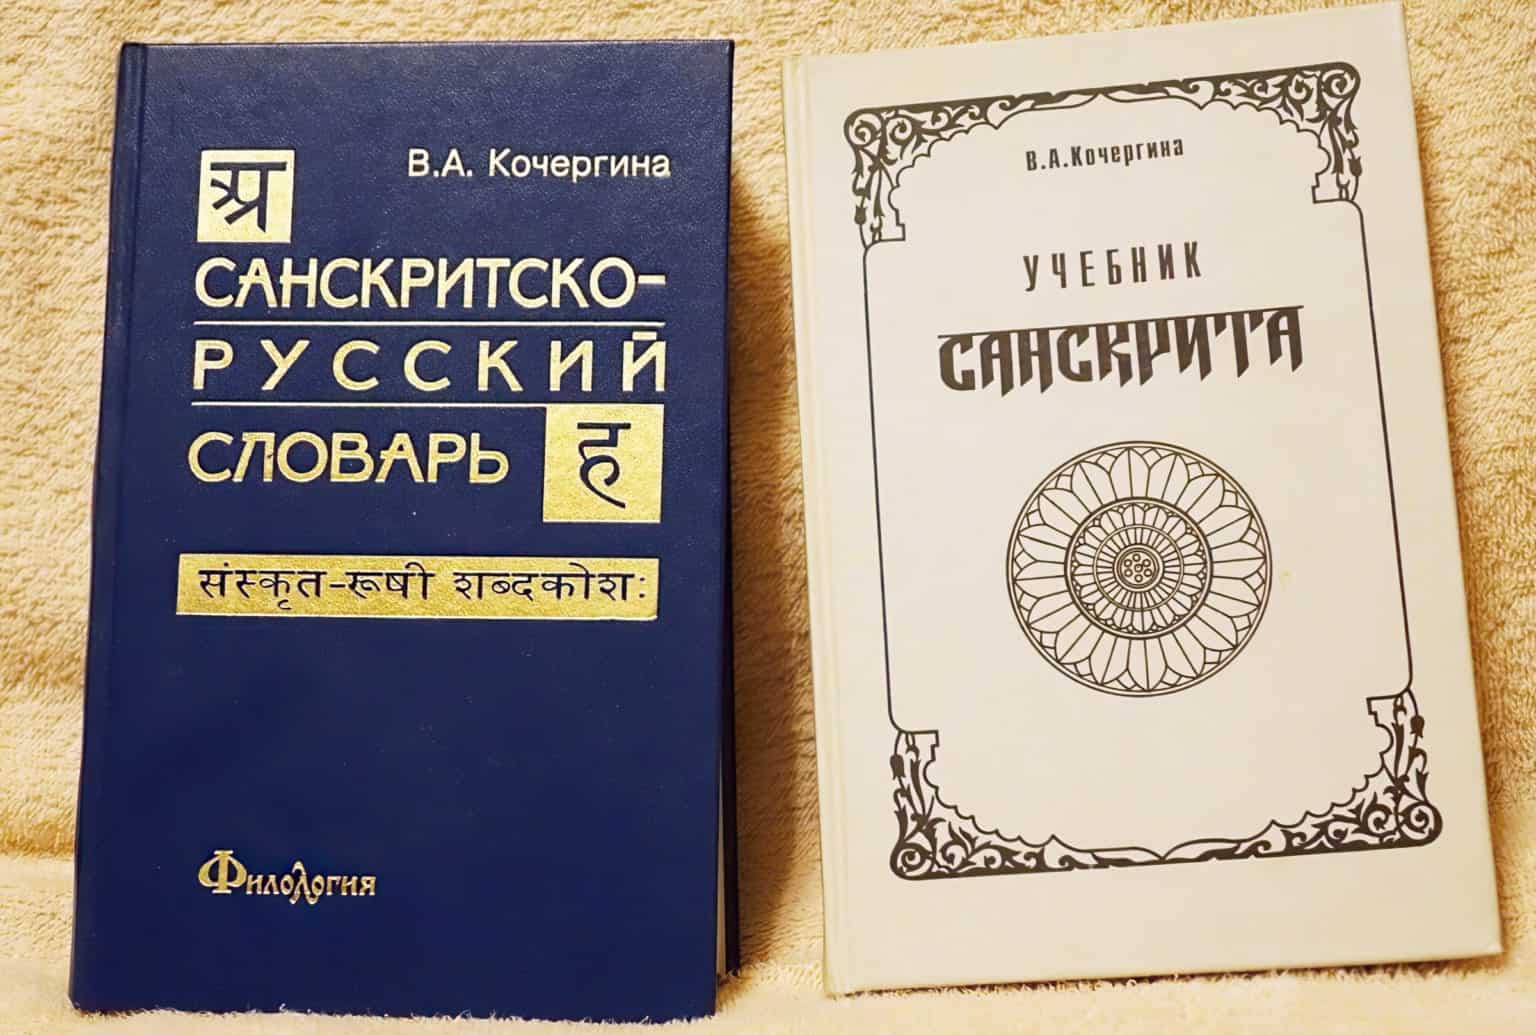 В.А. Кочергина
अ
САНСКРИТСКО-
РУССКИЙ
СЛОВАРЬ
ह
संस्कृत-रूषी शब्दकोशः
Филология
В.А.Кочергина
УЧЕБНИК
САНСКРИТА